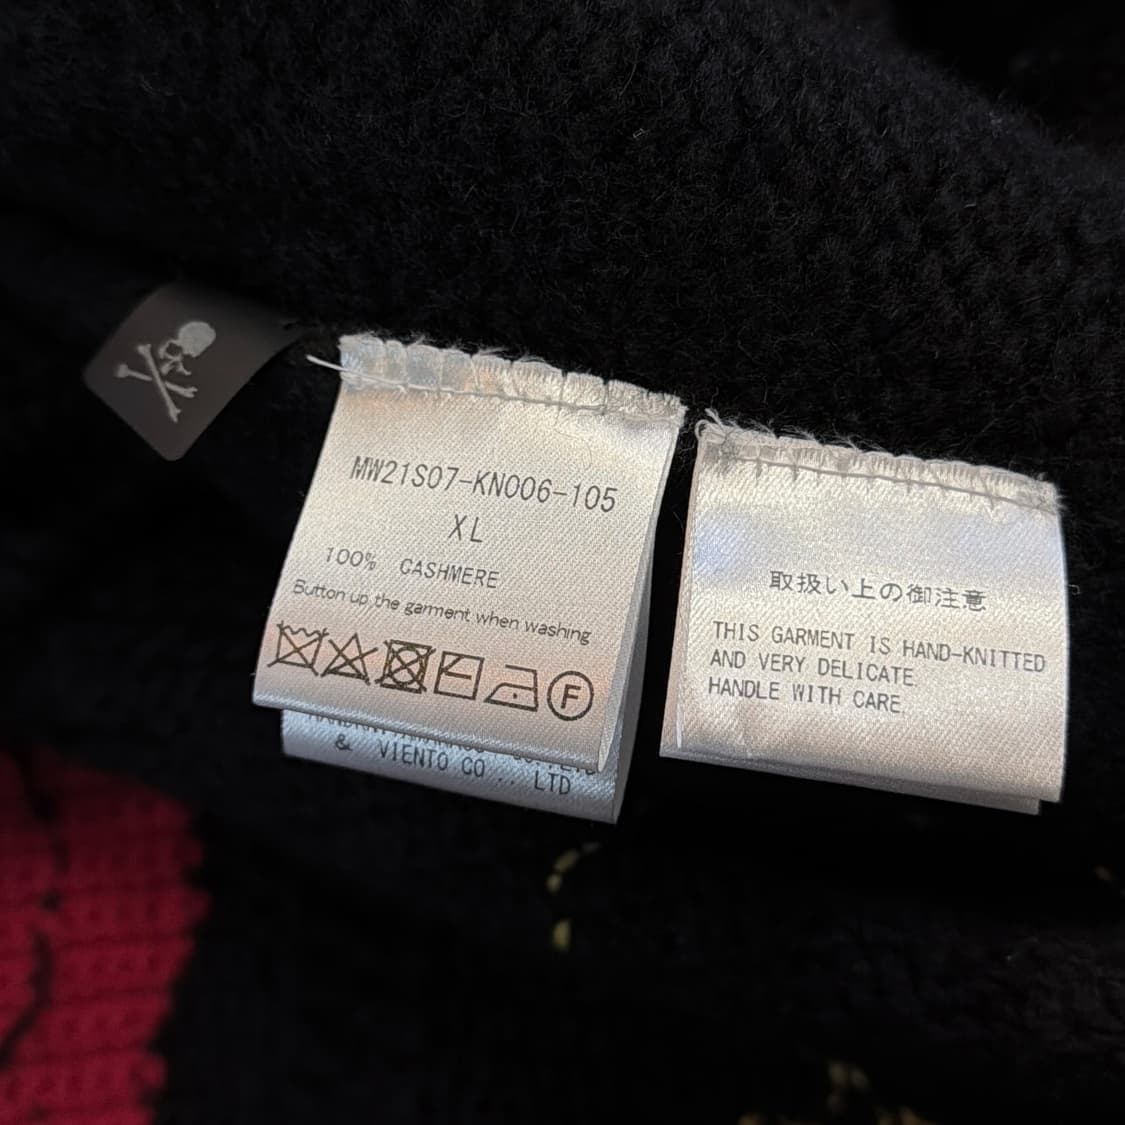 MW21S07-KN006-105
XL
100% CASHMERE
Button up the garment when washing
F
& VIENTO CO., LTD
取扱い上の御注意
THIS GARMENT IS HAND-KNITTED
AND VERY DELICATE.
HANDLE WITH CARE.